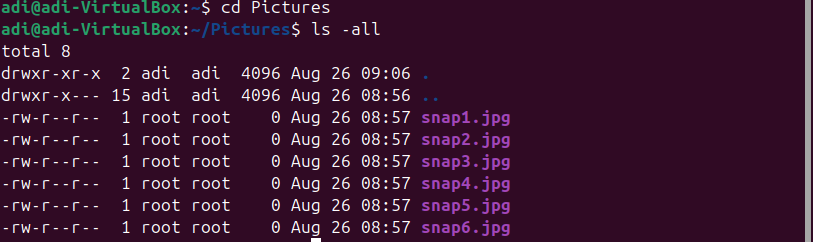 adi@adi-VirtualBox:~$ cd Pictures
adi@adi-VirtualBox:~/Pictures$ ls -all
total 8
drwxr-xr-x  2 adi  adi  4096 Aug 26 09:06 .
drwxr-x--- 15 adi  adi  4096 Aug 26 08:56 ..
-rw-r--r--  1 root root    0 Aug 26 08:57 snap1.jpg
-rw-r--r--  1 root root    0 Aug 26 08:57 snap2.jpg
-rw-r--r--  1 root root    0 Aug 26 08:57 snap3.jpg
-rw-r--r--  1 root root    0 Aug 26 08:57 snap4.jpg
-rw-r--r--  1 root root    0 Aug 26 08:57 snap5.jpg
-rw-r--r--  1 root root    0 Aug 26 08:57 snap6.jpg